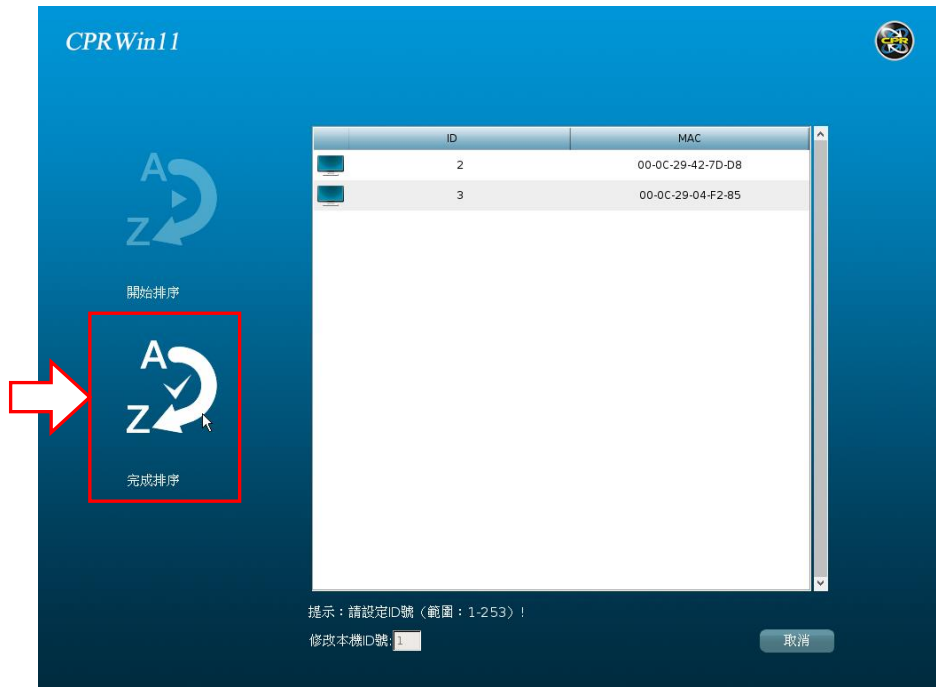 CPRWin11
CPR
ID MAC
2 00-0C-29-42-7D-D8
3 00-0C-29-04-F2-85
A
Z
開始排序
A
Z
完成排序
提示：請設定ID號（範圍：1-253）!
修改本機ID號:1
取消